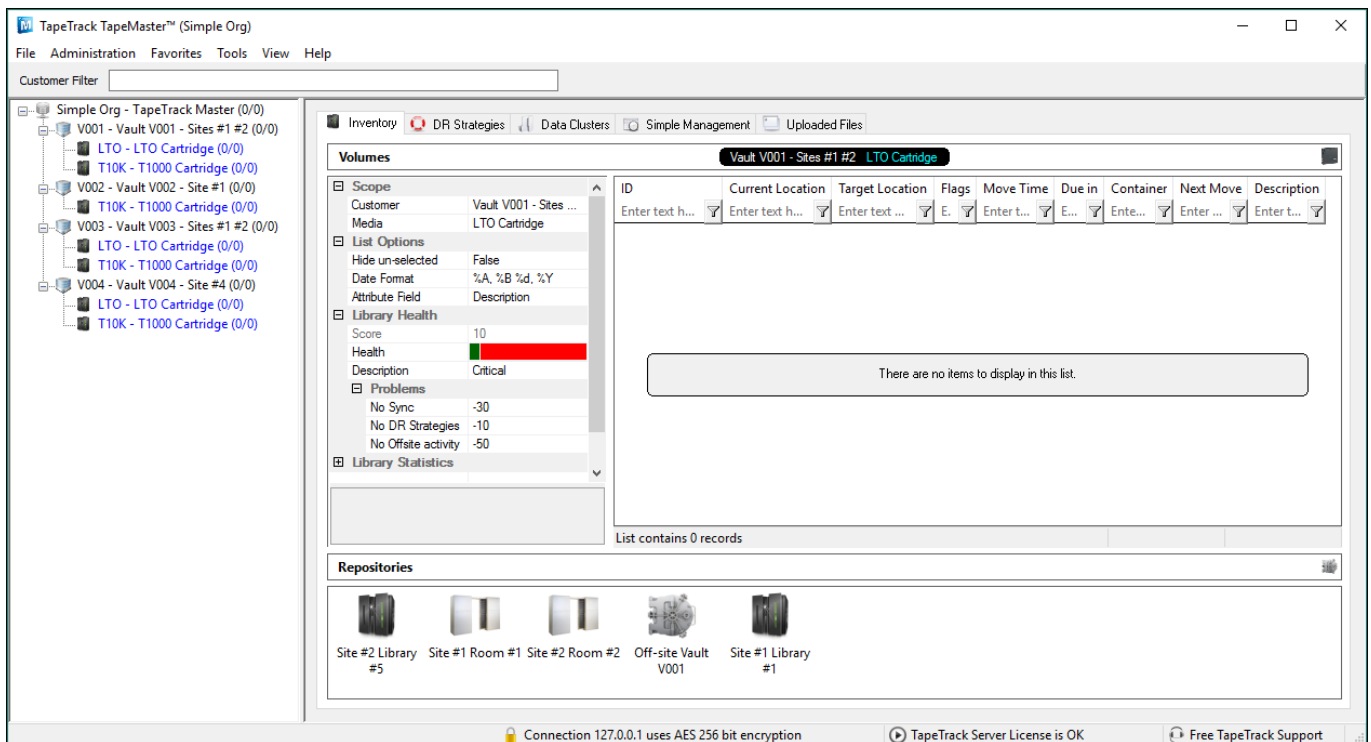 TapeTrack TapeMaster™ (Simple Org)
File Administration Favorites Tools View Help
Customer Filter
Simple Org - TapeTrack Master (0/0)
V001 - Vault V001 - Sites #1 #2 (0/0)
LTO - LTO Cartridge (0/0)
T10K - T1000 Cartridge (0/0)
V002 - Vault V002 - Site #1 (0/0)
T10K - T1000 Cartridge (0/0)
V003 - Vault V003 - Sites #1 #2 (0/0)
LTO - LTO Cartridge (0/0)
T10K - T1000 Cartridge (0/0)
V004 - Vault V004 - Site #4 (0/0)
LTO - LTO Cartridge (0/0)
T10K - T1000 Cartridge (0/0)
Inventory DR Strategies Data Clusters Simple Management Uploaded Files
Volumes Vault V001 - Sites #1 #2 LTO Cartridge
Scope
Customer Vault V001 - Sites ...
Media LTO Cartridge
List Options
Hide un-selected False
Date Format %A, %B %d, %Y
Attribute Field Description
Library Health
Score 10
Health
Description Critical
Problems
No Sync -30
No DR Strategies -10
No Offsite activity -50
Library Statistics
ID Current Location Target Location Flags Move Time Due in Container Next Move Description
Enter text h... Enter text h... Enter text ... E. Enter t... E... Ente... Enter ... Enter t...
There are no items to display in this list.
List contains 0 records
Repositories
Site #2 Library #5
Site #1 Room #1
Site #2 Room #2
Off-site Vault V001
Site #1 Library #1
Connection 127.0.0.1 uses AES 256 bit encryption TapeTrack Server License is OK Free TapeTrack Support